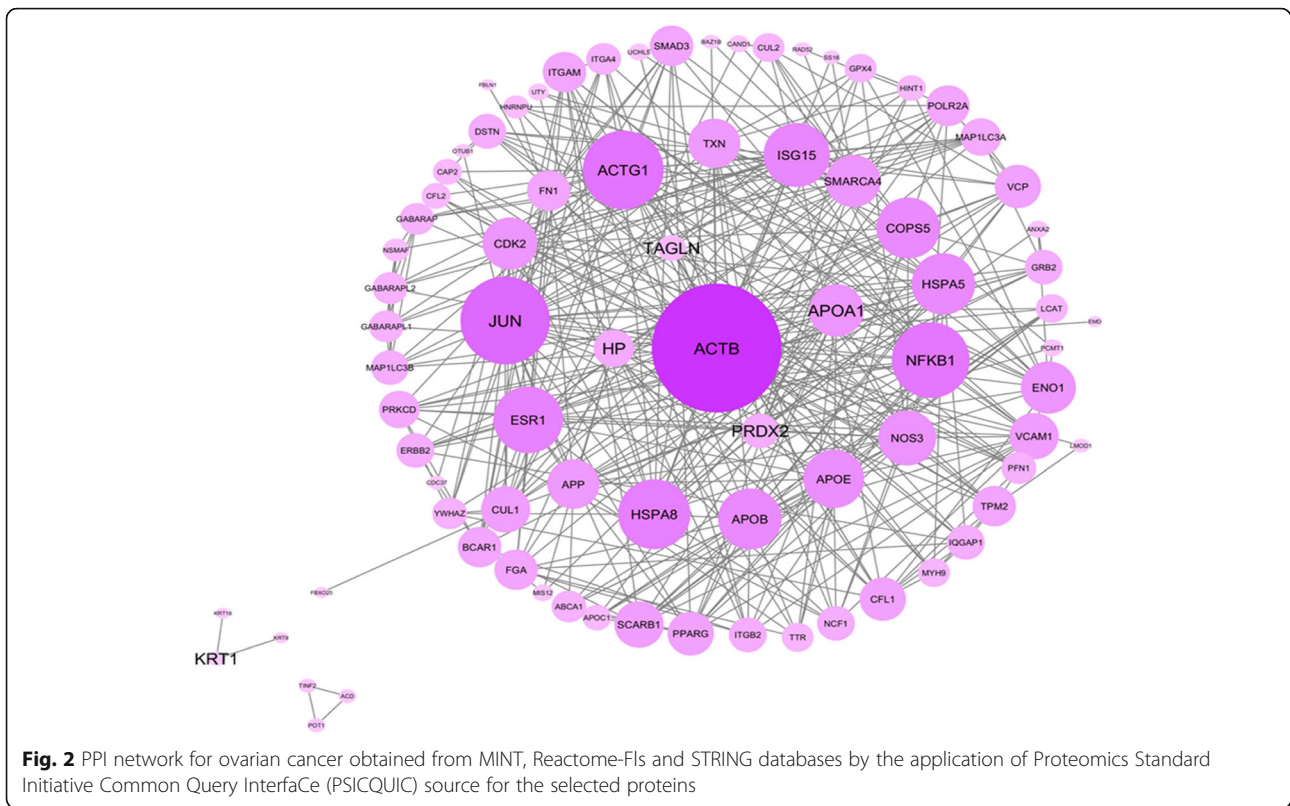 BAZ1B
SMAD3
UCHL5
CAND1
CUL2
RAD52
SS18
ITGA4
ITGAM
GPX4
FBLN1
UTY
HINT1
HNRNPU
POLR2A
DSTN
MAP1LC3A
TXN
ISG15
OTUB1
ACTG1
CAP2
SMARCA4
VCP
FN1
CFL2
GABARAP
COPS5
ANXA2
CDK2
TAGLN
NSMAF
GRB2
HSPA5
GABARAPL2
LCAT
APOA1
JUN
EMD
GABARAPL1
HP
ACTB
PCMT1
NFKB1
MAP1LC3B
ENO1
PRKCD
ESR1
PRDX2
NOS3
VCAM1
LMOD1
ERBB2
PFN1
CDC37
APP
APOE
TPM2
CUL1
YWHAZ
HSPA8
APOB
IQGAP1
BCAR1
FGA
MYH9
FBXO25
MIS12
CFL1
ABCA1
APOC1
SCARB1
PPARG
ITGB2
TTR
NCF1
KRT16
KRT9
KRT1
TINF2
ACD
POT1
Fig. 2 PPI network for ovarian cancer obtained from MINT, Reactome-FIs and STRING databases by the application of Proteomics Standard
Initiative Common Query InterfaCe (PSICQUIC) source for the selected proteins